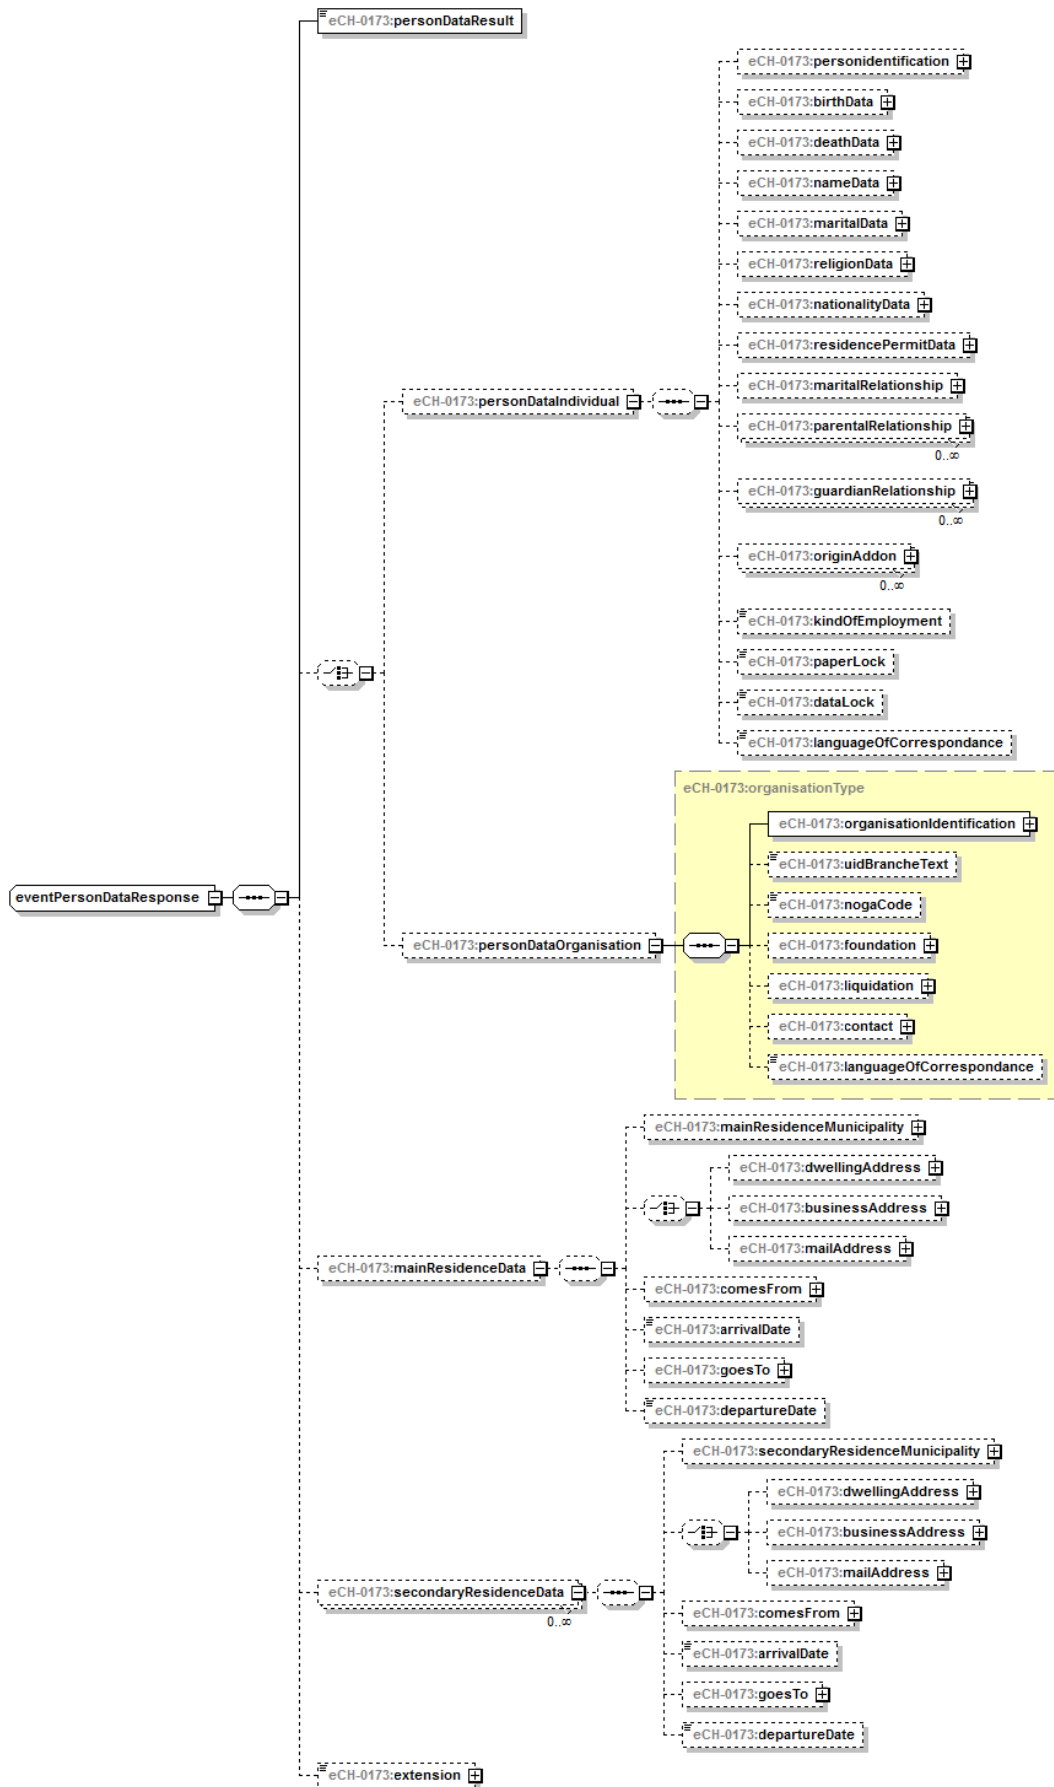 eCH-0173:personDataResult
eCH-0173:personidentification
eCH-0173:birthData
eCH-0173:deathData
eCH-0173:nameData
eCH-0173:maritalData
eCH-0173:religionData
eCH-0173:nationalityData
eCH-0173:residencePermitData
eCH-0173:personDataIndividual
eCH-0173:maritalRelationship
eCH-0173:parentalRelationship
0..∞
eCH-0173:guardianRelationship
0..∞
eCH-0173:originAddon
0..∞
eCH-0173:kindOfEmployment
eCH-0173:paperLock
eCH-0173:dataLock
eCH-0173:languageOfCorrespondance
eCH-0173:organisationType
eCH-0173:organisationIdentification
eCH-0173:uidBrancheText
eventPersonDataResponse
eCH-0173:nogaCode
eCH-0173:personDataOrganisation
eCH-0173:foundation
eCH-0173:liquidation
eCH-0173:contact
eCH-0173:languageOfCorrespondance
eCH-0173:mainResidenceMunicipality
eCH-0173:dwellingAddress
eCH-0173:businessAddress
eCH-0173:mailAddress
eCH-0173:mainResidenceData
eCH-0173:comesFrom
eCH-0173:arrivalDate
eCH-0173:goesTo
eCH-0173:departureDate
eCH-0173:secondaryResidenceMunicipality
eCH-0173:dwellingAddress
eCH-0173:businessAddress
eCH-0173:mailAddress
eCH-0173:secondaryResidenceData
0..∞
eCH-0173:comesFrom
eCH-0173:arrivalDate
eCH-0173:goesTo
eCH-0173:departureDate
eCH-0173:extension